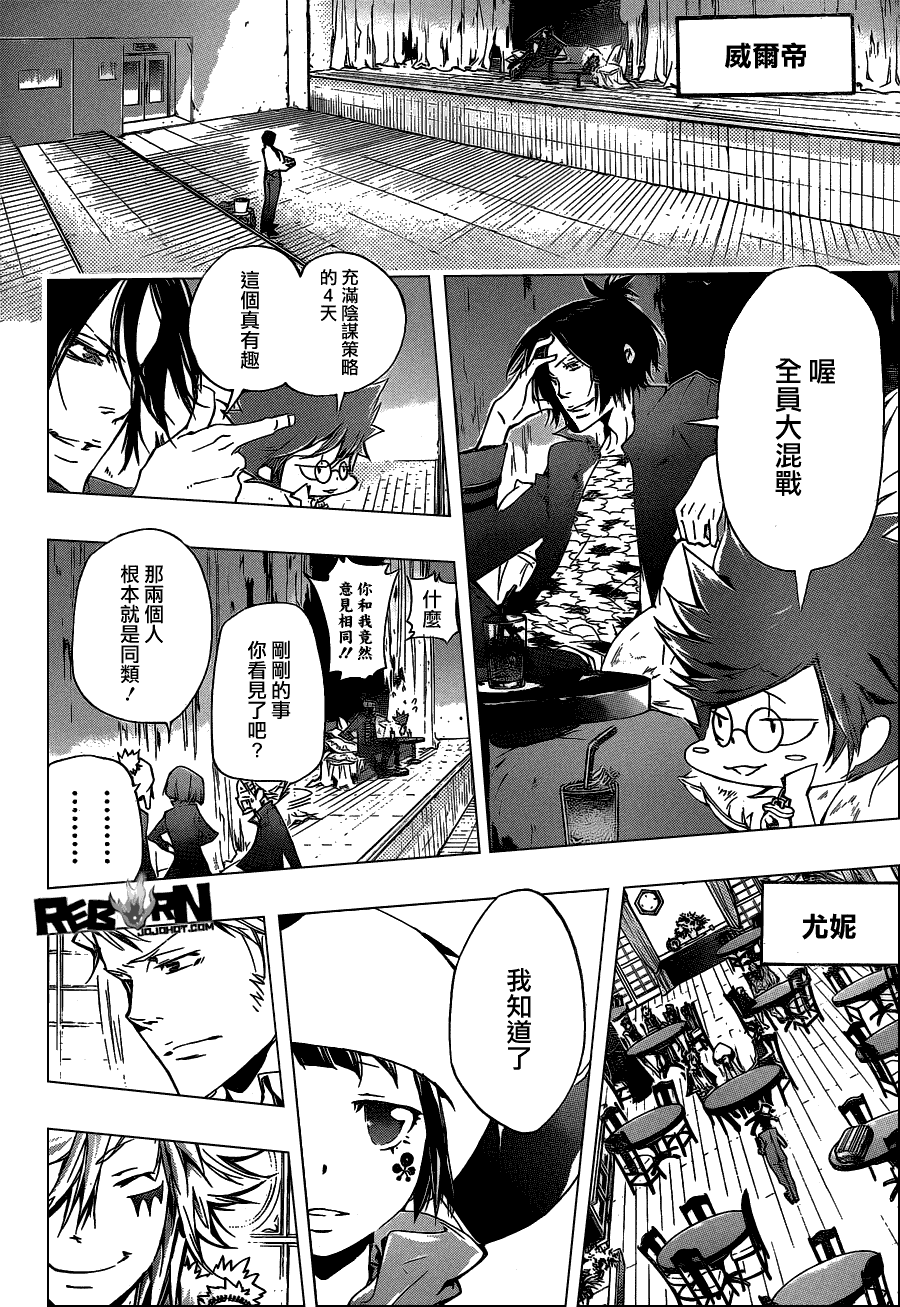 威爾帝
喔
全員大混戰
充滿陰謀策略
的4天
這個真有趣
什麼
你和我竟然
意見相同!!
剛剛的事
你看見了吧？
那兩個人
根本就是同類！
………
尤妮
我知道了
REBORN
JOJOHOT.COM